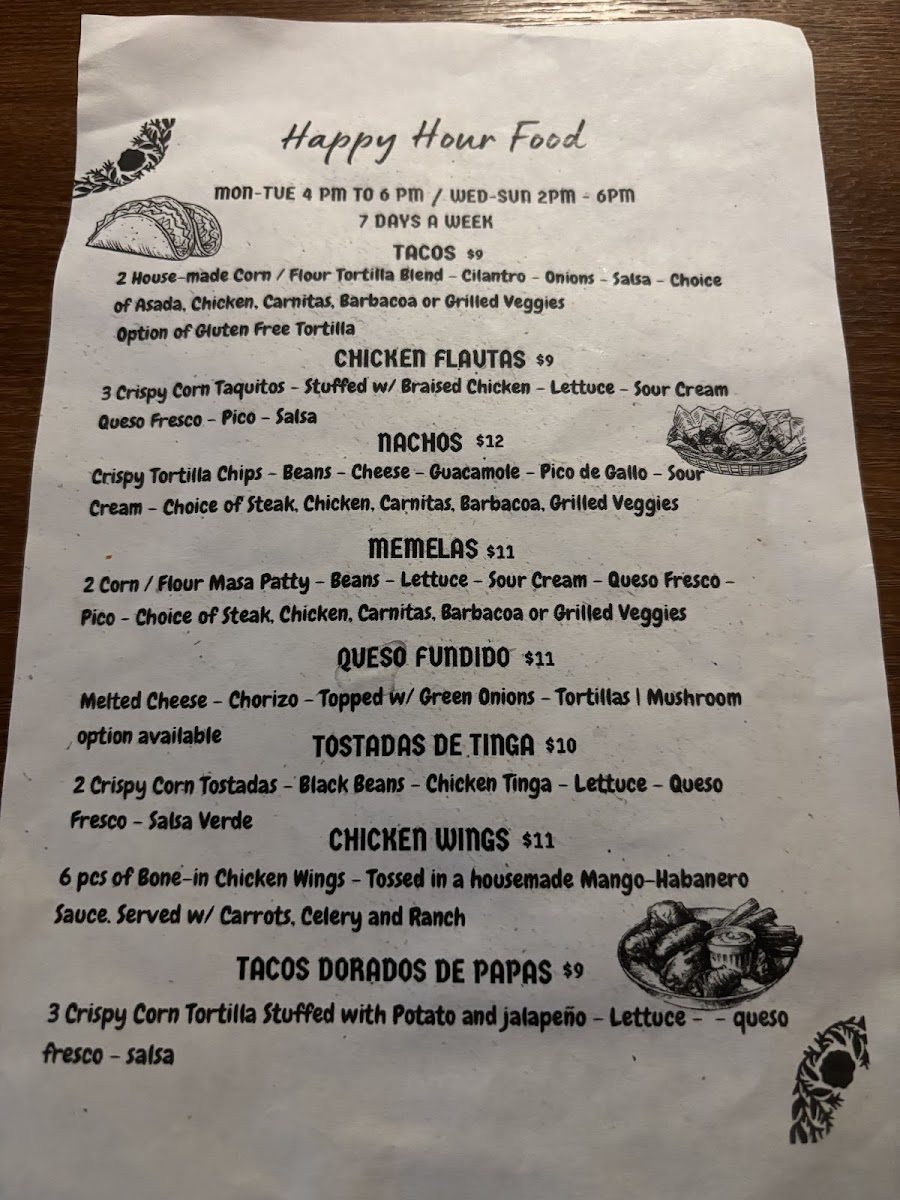 Happy Hour Food
MON-TUE 4 PM TO 6 PM / WED-SUN 2PM - 6PM
7 DAYS A WEEK
TACOS $9
2 House-made Corn / Flour Tortilla Blend - Cilantro - Onions - Salsa - Choice
of Asada, Chicken, Carnitas, Barbacoa or Grilled Veggies
Option of Gluten Free Tortilla
CHICKEN FLAUTAS $9
3 Crispy Corn Taquitos - Stuffed w/ Braised Chicken - Lettuce - Sour Cream
Queso Fresco - Pico - Salsa
NACHOS $12
Crispy Tortilla Chips - Beans - Cheese - Guacamole - Pico de Gallo - Sour
Cream - Choice of Steak, Chicken, Carnitas, Barbacoa, Grilled Veggies
MEMELAS $11
2 Corn / Flour Masa Patty - Beans - Lettuce - Sour Cream - Queso Fresco -
Pico - Choice of Steak, Chicken, Carnitas, Barbacoa or Grilled Veggies
QUESO FUNDIDO $11
Melted Cheese - Chorizo - Topped w/ Green Onions - Tortillas | Mushroom
option available
TOSTADAS DE TINGA $10
2 Crispy Corn Tostadas - Black Beans - Chicken Tinga - Lettuce - Queso
Fresco - Salsa Verde
CHICKEN WINGS $11
6 pcs of Bone-in Chicken Wings - Tossed in a housemade Mango-Habanero
Sauce. Served w/ Carrots, Celery and Ranch
TACOS DORADOS DE PAPAS $9
3 Crispy Corn Tortilla Stuffed with Potato and jalapeño - Lettuce - - queso
fresco - salsa